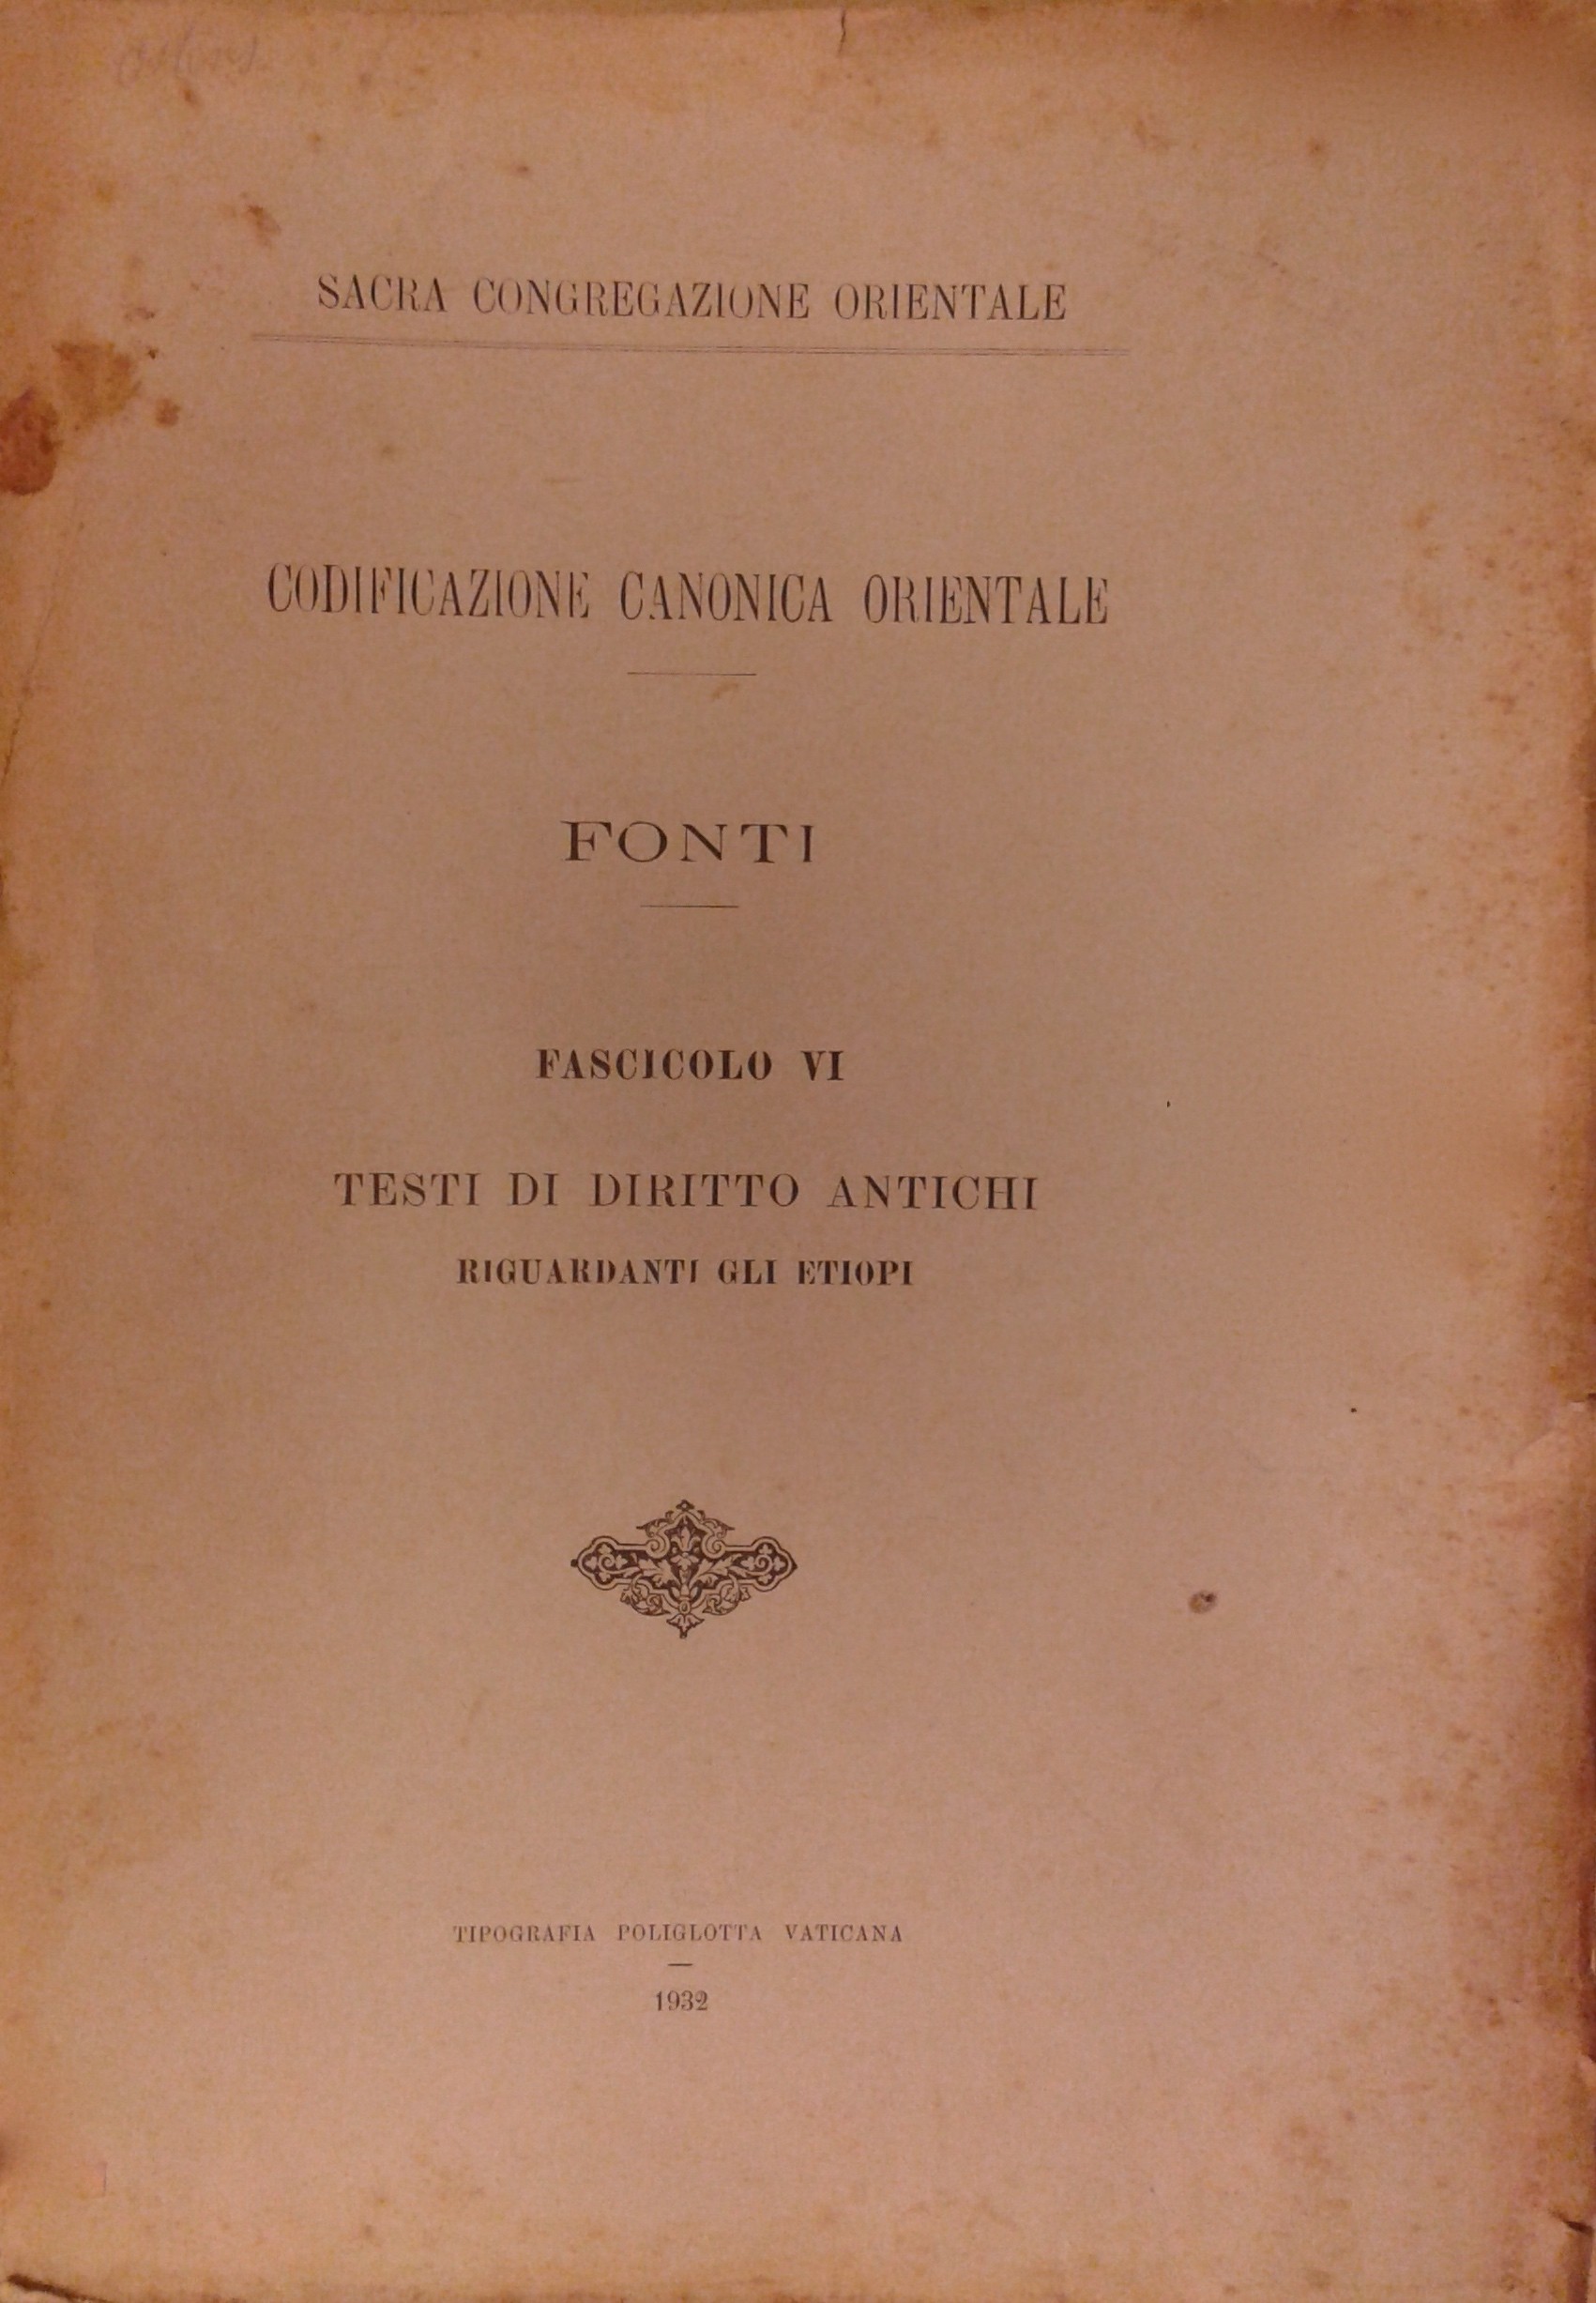 SACRA CONGREGAZIONE ORIENTALE
CODIFICAZIONE CANONICA ORIENTALE
FONTI
FASCICOLO VI
TESTI DI DIRITTO ANTICHI
RIGUARDANTI GLI ETIOPI
TIPOGRAFIA POLIGLOTTA VATICANA
1932